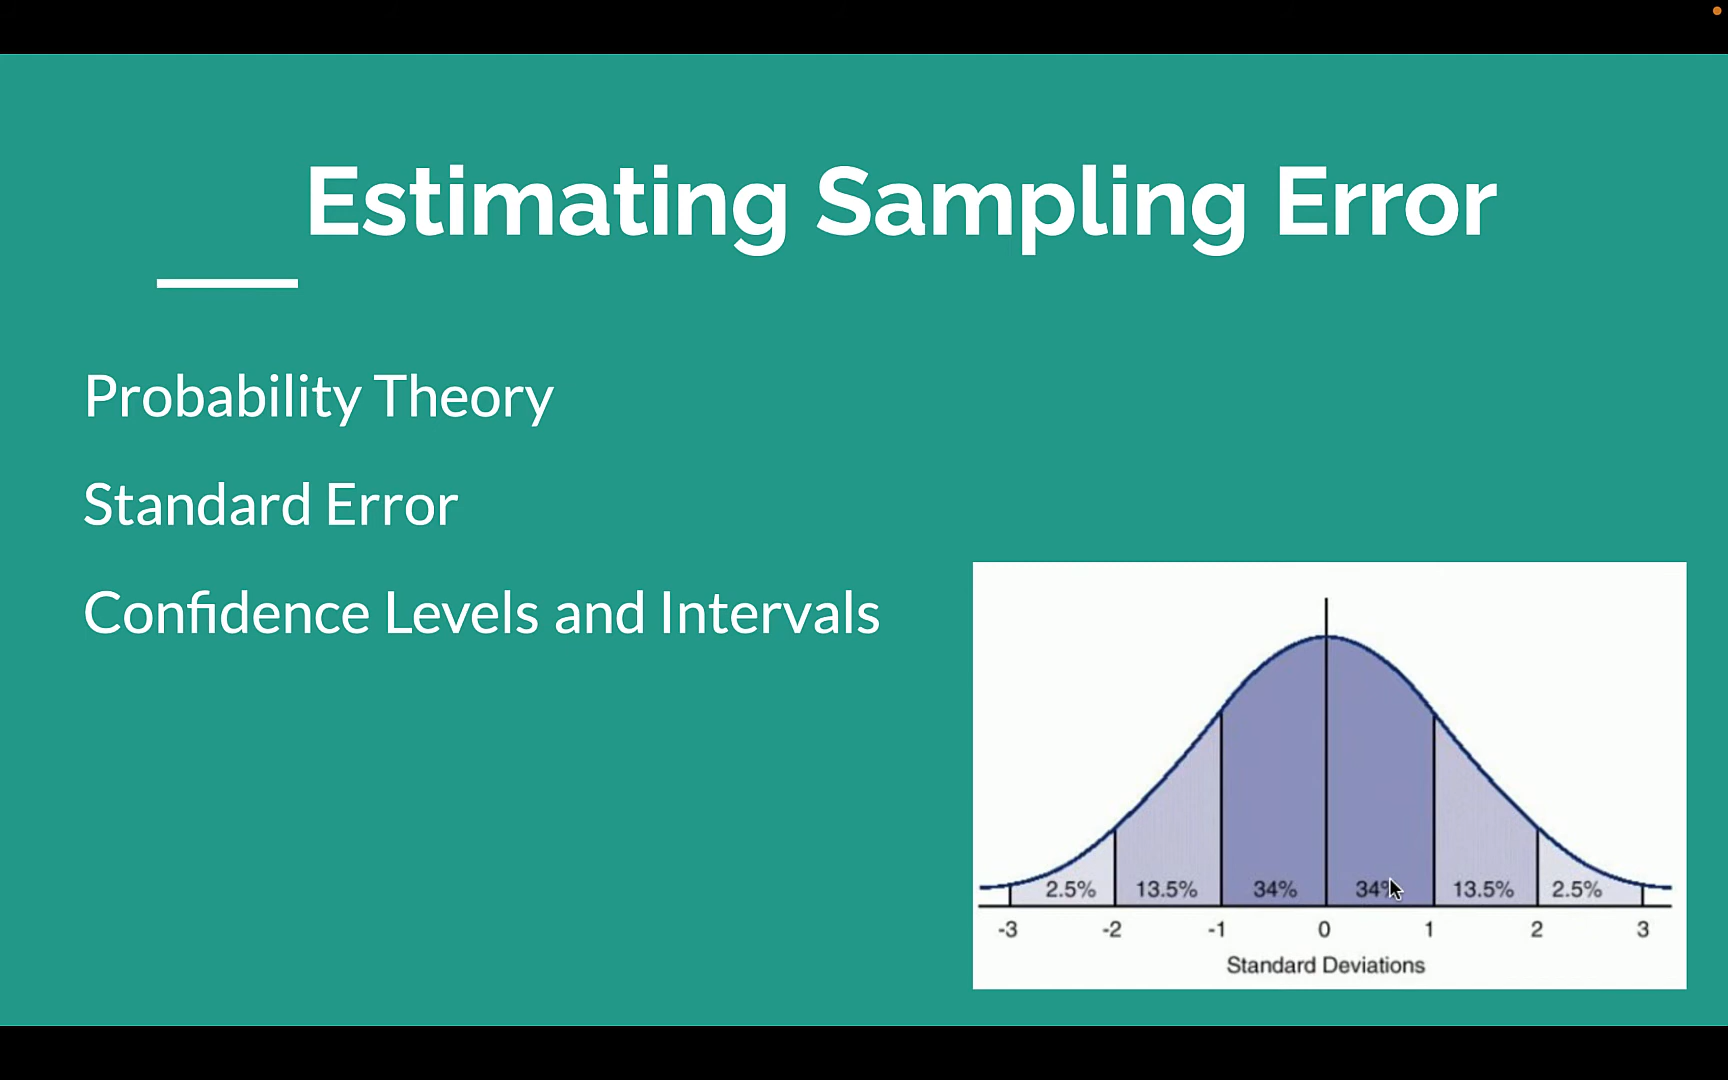 Estimating Sampling Error
Probability Theory
Standard Error
Confidence Levels and Intervals
2.5% 13.5% 34% 34% 13.5% 2.5%
-3 -2 -1 0 1 2 3
Standard Deviations